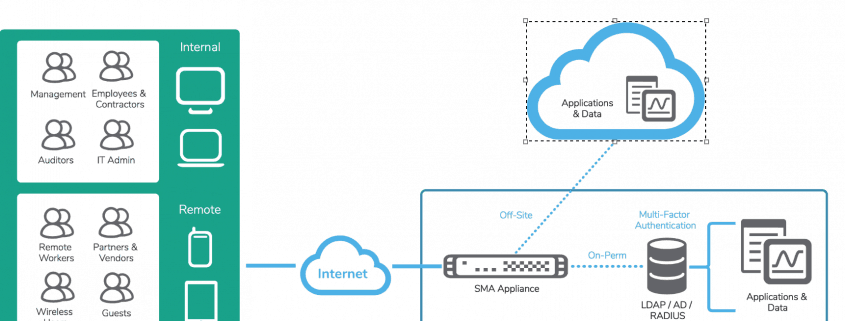 Internal
Management
Employees &
Contractors
Auditors
IT Admin
Remote
Remote
Workers
Partners &
Vendors
Wireless
Guests
Internet
Applications
& Data
Off-Site
SMA Appliance
On-Perm
Multi-Factor
Authentication
LDAP / AD /
RADIUS
Applications &
Data